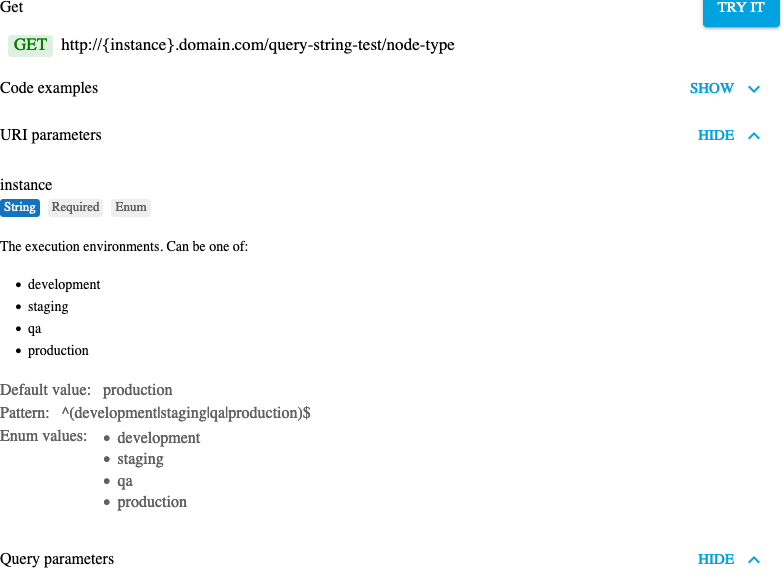 Get
TRY IT
GET http://{instance}.domain.com/query-string-test/node-type
Code examples SHOW
URI parameters HIDE
instance
String Required Enum
The execution environments. Can be one of:
• development
• staging
• qa
• production
Default value: production
Pattern: ^(development|staging|qa|production)$
Enum values: • development
• staging
• qa
• production
Query parameters HIDE